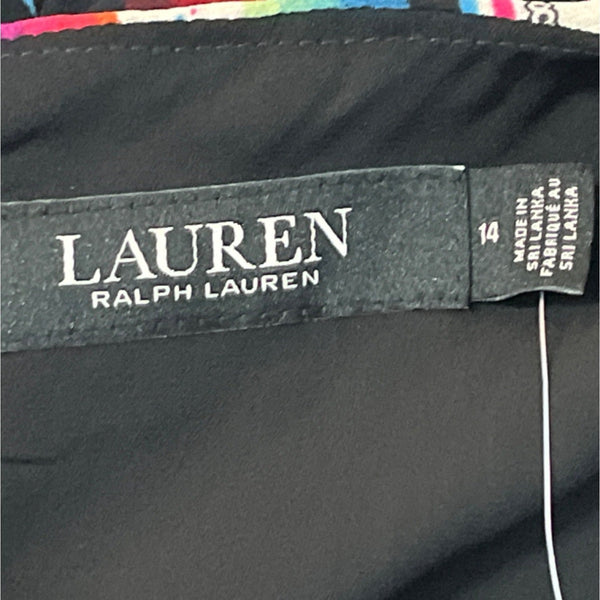 LAUREN
RALPH LAUREN
14
MADE IN
SRI LANKA
FABRIQUÉ AU
SRI LANKA